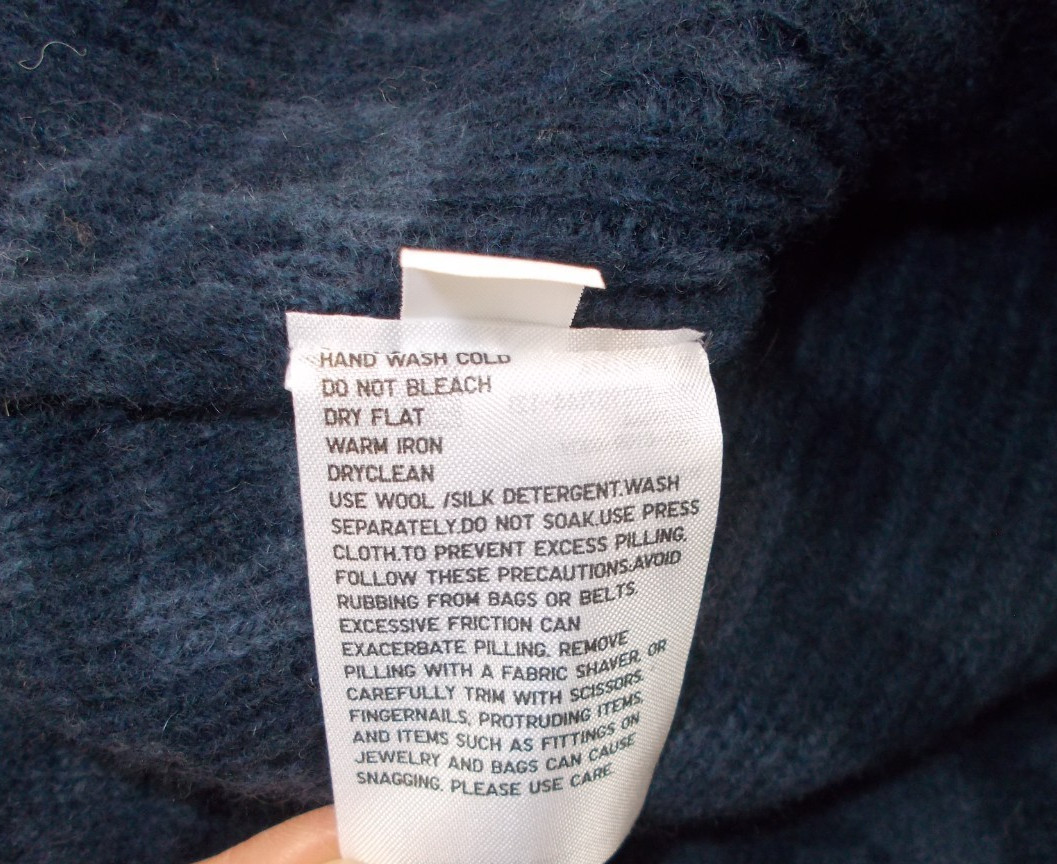 HAND WASH COLD
DO NOT BLEACH
DRY FLAT
WARM IRON
DRYCLEAN
USE WOOL /SILK DETERGENT.WASH
SEPARATELY.DO NOT SOAK.USE PRESS
CLOTH.TO PREVENT EXCESS PILLING,
FOLLOW THESE PRECAUTIONS:AVOID
RUBBING FROM BAGS OR BELTS.
EXCESSIVE FRICTION CAN
EXACERBATE PILLING. REMOVE
PILLING WITH A FABRIC SHAVER, OR
CAREFULLY TRIM WITH SCISSORS.
FINGERNAILS, PROTRUDING ITEMS,
AND ITEMS SUCH AS FITTINGS ON
JEWELRY AND BAGS CAN CAUSE
SNAGGING. PLEASE USE CARE.